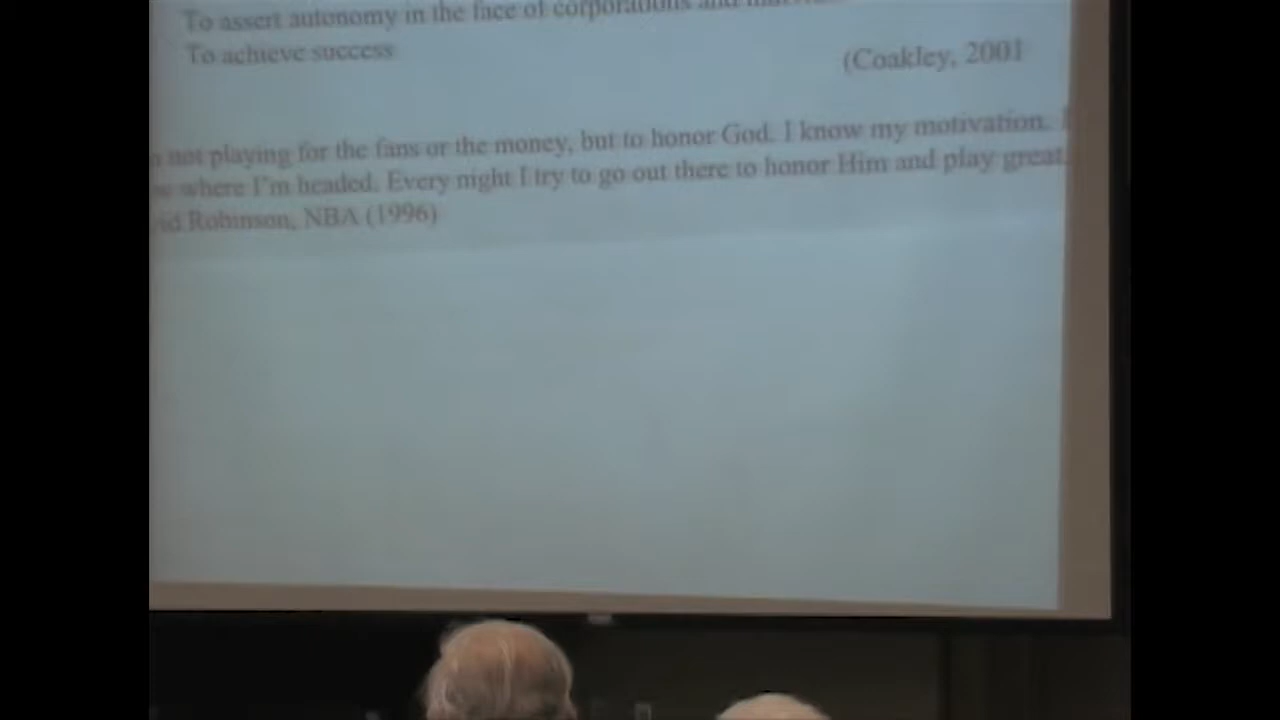 To assert autonomy in the face of corporations and
To achieve success
(Coakley, 2001
not playing for the fans or the money, but to honor God. I know my motivation. I
where I'm headed. Every night I try to go out there to honor Him and play great.
Robinson, NBA (1996)